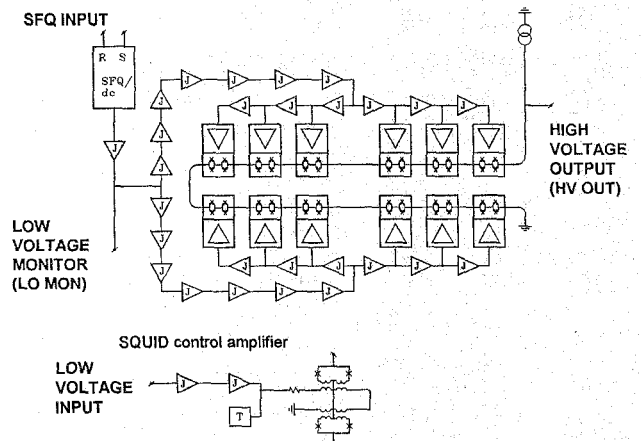 SFQ INPUT
R S
SFQ/
dc
J
J J J J
J J J
J J J J J J
HIGH
VOLTAGE
OUTPUT
(HV OUT)
LOW
VOLTAGE
MONITOR
(LO MON)
J J J
J J J J J J
J J J J
SQUID control amplifier
LOW
VOLTAGE
INPUT
J J
T